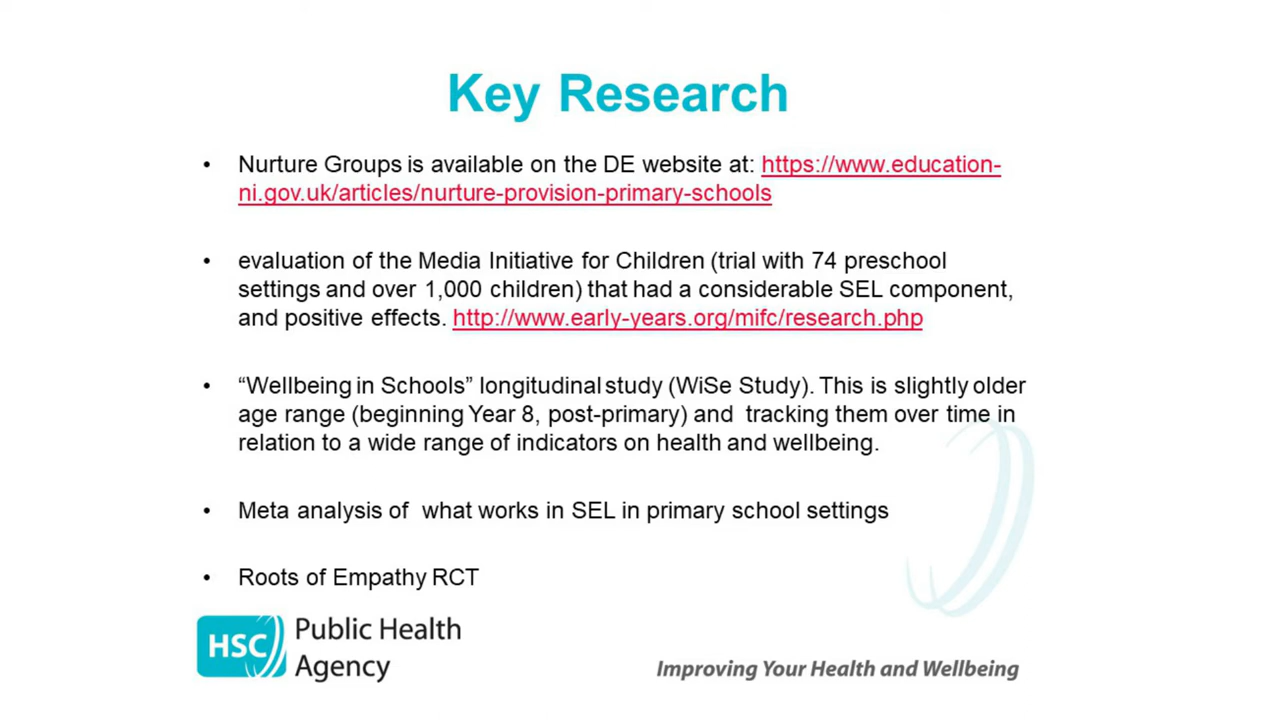 Key Research
• Nurture Groups is available on the DE website at: https://www.education-
ni.gov.uk/articles/nurture-provision-primary-schools
• evaluation of the Media Initiative for Children (trial with 74 preschool
settings and over 1,000 children) that had a considerable SEL component,
and positive effects. http://www.early-years.org/mifc/research.php
• “Wellbeing in Schools” longitudinal study (WiSe Study). This is slightly older
age range (beginning Year 8, post-primary) and  tracking them over time in
relation to a wide range of indicators on health and wellbeing.
• Meta analysis of  what works in SEL in primary school settings
• Roots of Empathy RCT
HSC Public Health
Agency
Improving Your Health and Wellbeing